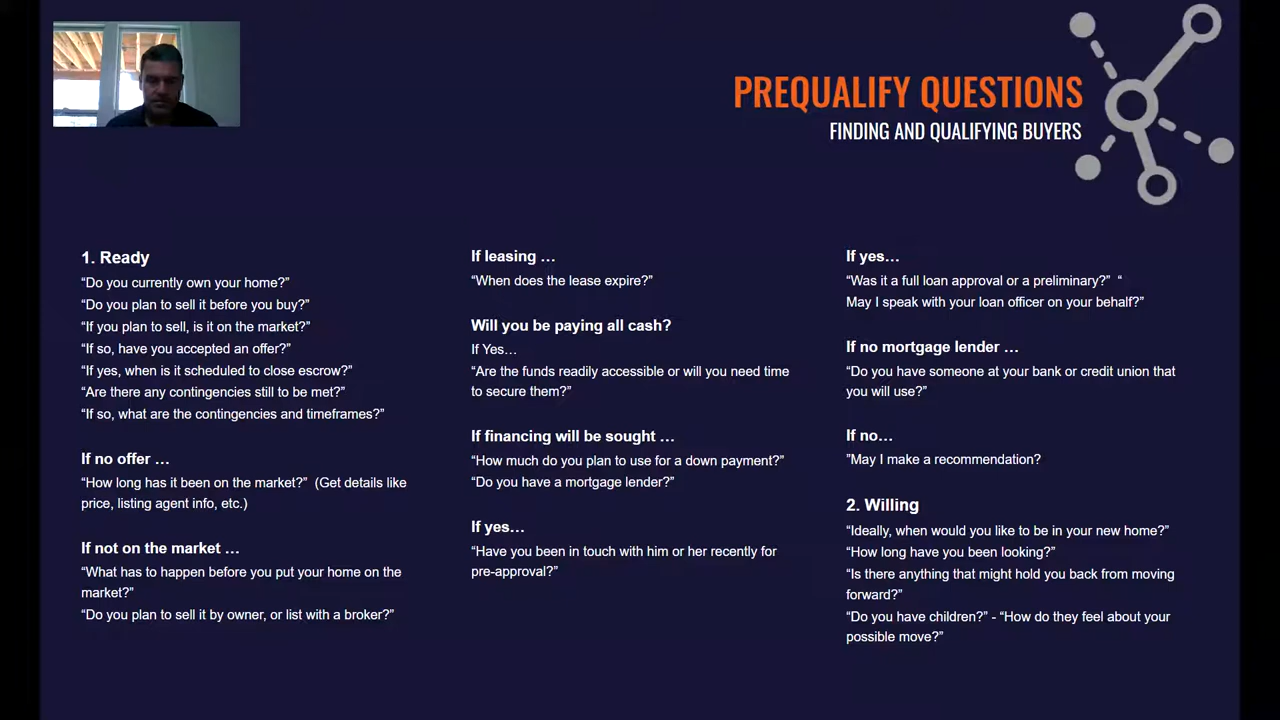 PREQUALIFY QUESTIONS
FINDING AND QUALIFYING BUYERS
1. Ready
“Do you currently own your home?”
“Do you plan to sell it before you buy?”
“If you plan to sell, is it on the market?”
“If so, have you accepted an offer?”
“If yes, when is it scheduled to close escrow?”
“Are there any contingencies still to be met?”
“If so, what are the contingencies and timeframes?”
If no offer …
“How long has it been on the market?”  (Get details like
price, listing agent info, etc.)
If not on the market …
“What has to happen before you put your home on the
market?”
“Do you plan to sell it by owner, or list with a broker?”
If leasing …
“When does the lease expire?”
Will you be paying all cash?
If Yes…
“Are the funds readily accessible or will you need time
to secure them?”
If financing will be sought …
“How much do you plan to use for a down payment?”
“Do you have a mortgage lender?”
If yes…
“Have you been in touch with him or her recently for
pre-approval?”
If yes…
“Was it a full loan approval or a preliminary?”  “
May I speak with your loan officer on your behalf?”
If no mortgage lender …
“Do you have someone at your bank or credit union that
you will use?”
If no…
”May I make a recommendation?
2. Willing
“Ideally, when would you like to be in your new home?”
“How long have you been looking?”
“Is there anything that might hold you back from moving
forward?”
“Do you have children?” - “How do they feel about your
possible move?”